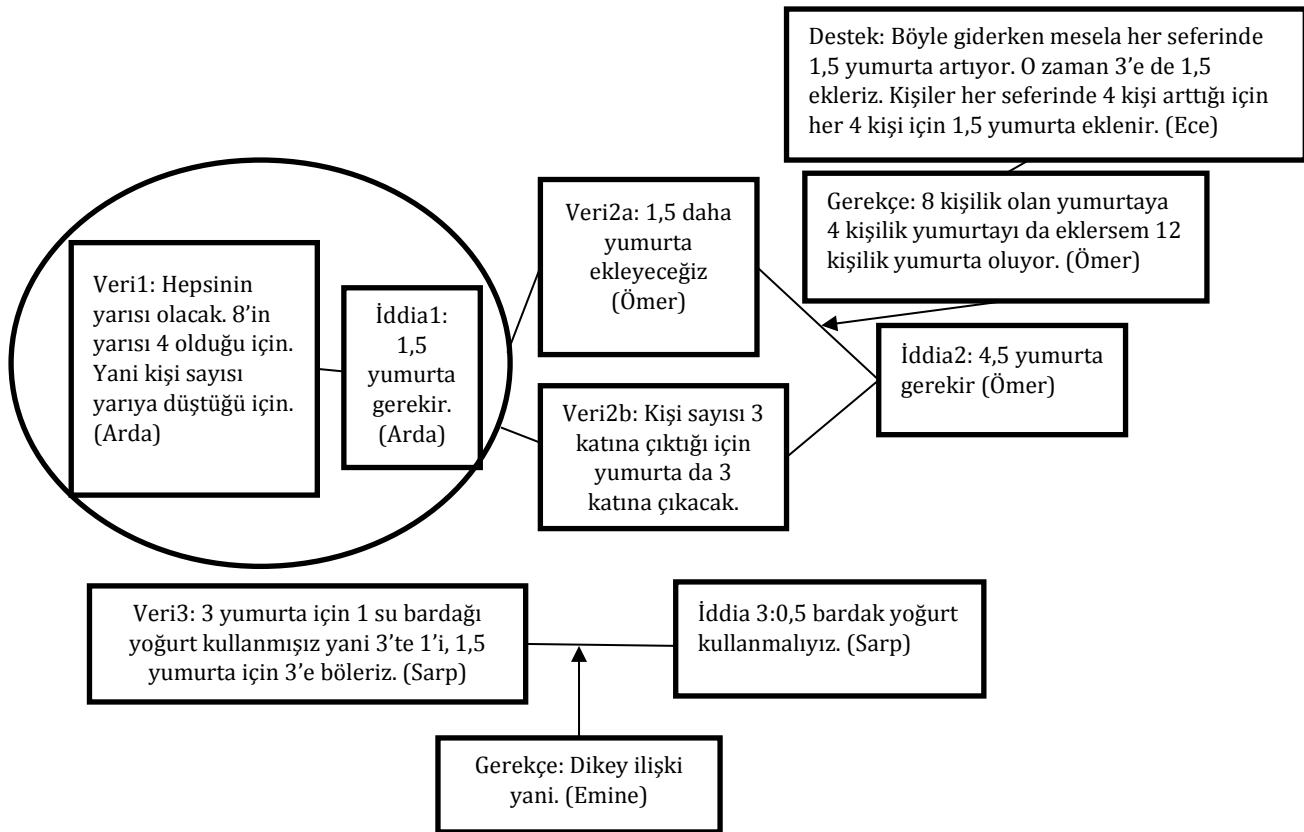 Destek: Böyle giderken mesela her seferinde
1,5 yumurta artıyor. O zaman 3’e de 1,5
ekleriz. Kişiler her seferinde 4 kişi arttığı için
her 4 kişi için 1,5 yumurta eklenir. (Ece)
Gerekçe: 8 kişilik olan yumurtaya
4 kişilik yumurtayı da eklersem 12
kişilik yumurta oluyor. (Ömer)
Veri2a: 1,5 daha
yumurta
ekleyeceğiz
(Ömer)
Veri1: Hepsinin
yarısı olacak. 8’in
yarısı 4 olduğu için.
Yani kişi sayısı
yarıya düştüğü için.
(Arda)
İddia1:
1,5
yumurta
gerekir.
(Arda)
İddia2: 4,5 yumurta
gerekir (Ömer)
Veri2b: Kişi sayısı 3
katına çıktığı için
yumurta da 3
katına çıkacak.
Veri3: 3 yumurta için 1 su bardağı
yoğurt kullanmışız yani 3’te 1’i, 1,5
yumurta için 3’e böleriz. (Sarp)
İddia 3:0,5 bardak yoğurt
kullanmalıyız. (Sarp)
Gerekçe: Dikey ilişki
yani. (Emine)